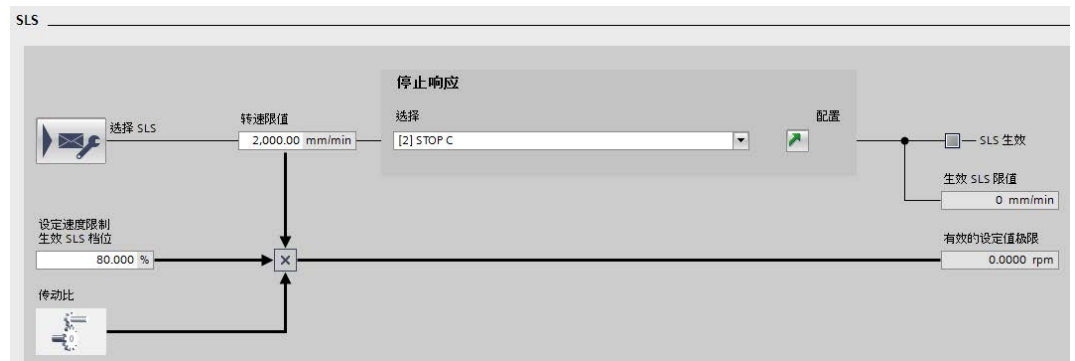 SLS
停止响应
选择 SLS
转速限值
2,000.00 mm/min
选择
[2] STOP C
配置
SLS 生效
生效 SLS 限值
0 mm/min
设定速度限制
生效 SLS 档位
80.000 %
有效的设定值极限
0.0000 rpm
传动比